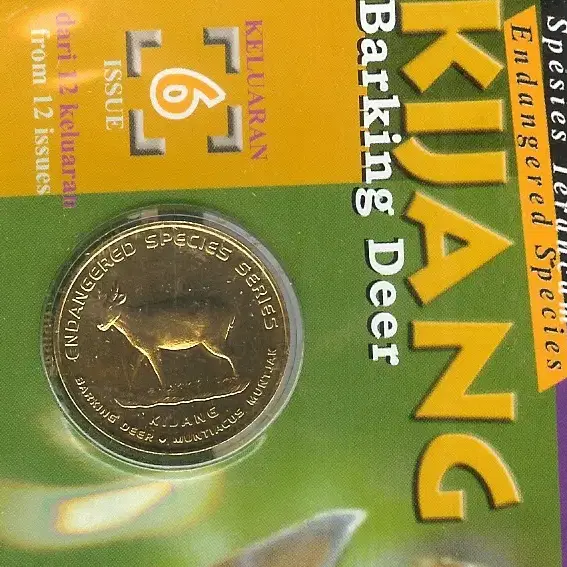 Spesies Terancam
Endangered Species
KIJANG
Barking Deer
KELUARAN
6
ISSUE
dari 12 keluaran
from 12 issues
ENDANGERED SPECIES SERIES
KIJANG
BARKING DEER MUNTIACUS MUNTJAK